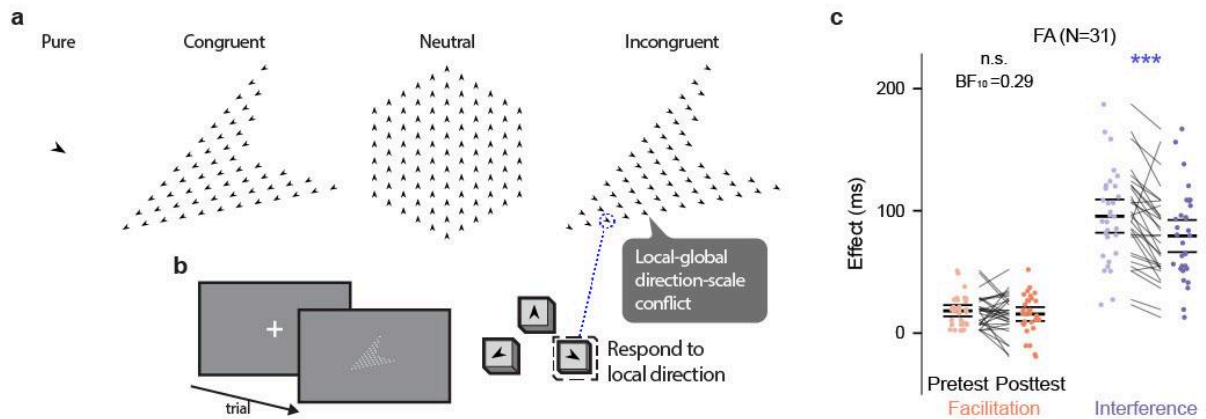 a
Pure
Congruent
Neutral
Incongruent
Local-global
direction-scale
conflict
b
+
trial
Respond to
local direction
c
FA (N=31)
n.s.
BF₁₀=0.29
***
Effect (ms)
200
100
0
Pretest Posttest
Facilitation
Interference